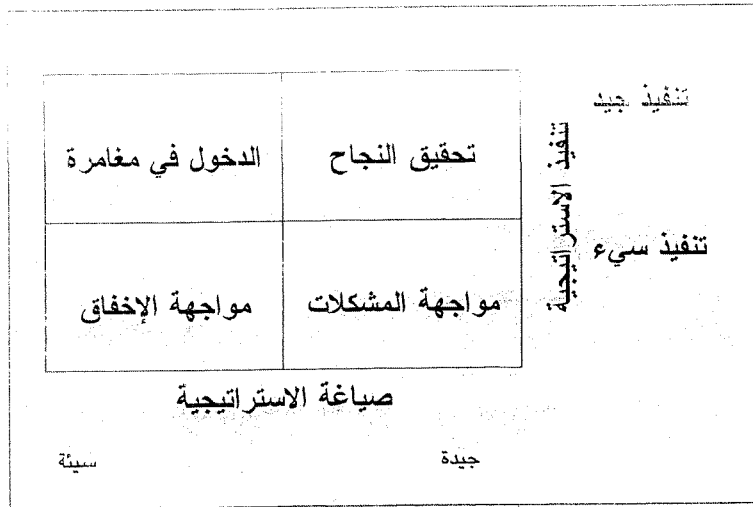 تنفيذ جيد
تحقيق النجاح
الدخول في مغامرة
تنفيذ الاستراتيجية
تنفيذ سيء
مواجهة المشكلات
مواجهة الإخفاق
صياغة الاستراتيجية
جيدة
سيئة